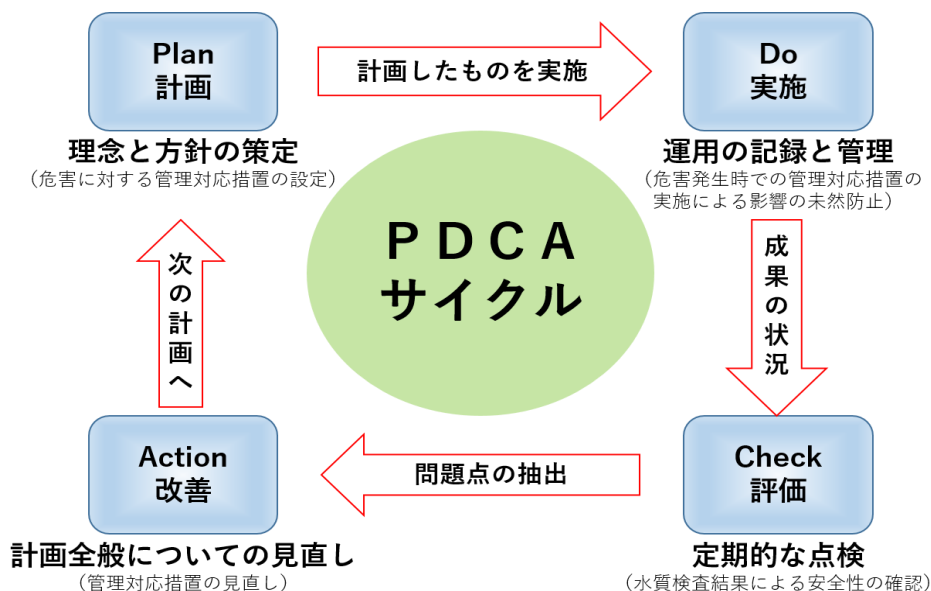 Plan
計画
計画したものを実施
Do
実施
理念と方針の策定
（危害に対する管理対応措置の設定）
運用の記録と管理
（危害発生時での管理対応措置の
実施による影響の未然防止）
ＰＤＣＡ
サイクル
次の計画へ
成果の状況
Action
改善
問題点の抽出
Check
評価
計画全般についての見直し
（管理対応措置の見直し）
定期的な点検
（水質検査結果による安全性の確認）